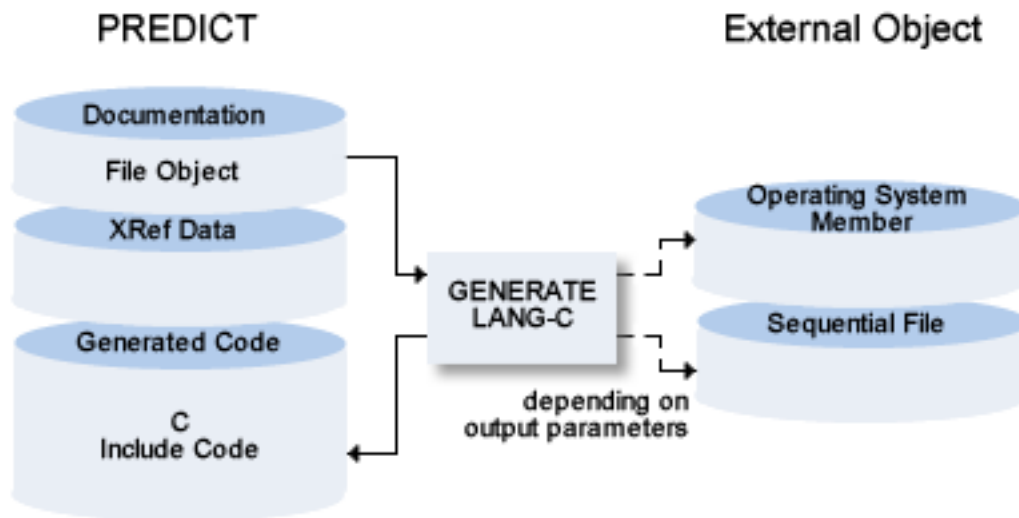 PREDICT
External Object
Documentation
File Object
XRef Data
Generated Code
C
Include Code
GENERATE
LANG-C
depending on
output parameters
Operating System
Member
Sequential File